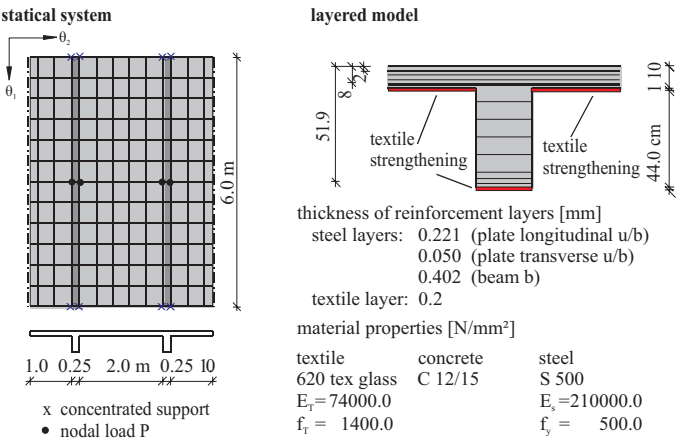 statical system
θ₂
θ₁
6.0 m
1.0 0.25 2.0 m 0.25 10
x concentrated support
• nodal load P
layered model
51.9
8
2
1 10
44.0 cm
textile
strengthening
textile
strengthening
thickness of reinforcement layers [mm]
steel layers: 0.221 (plate longitudinal u/b)
0.050 (plate transverse u/b)
0.402 (beam b)
textile layer: 0.2
material properties [N/mm²]
textile concrete steel
620 tex glass C 12/15 S 500
E_T=74000.0 E_s=210000.0
f_T= 1400.0 f_y= 500.0